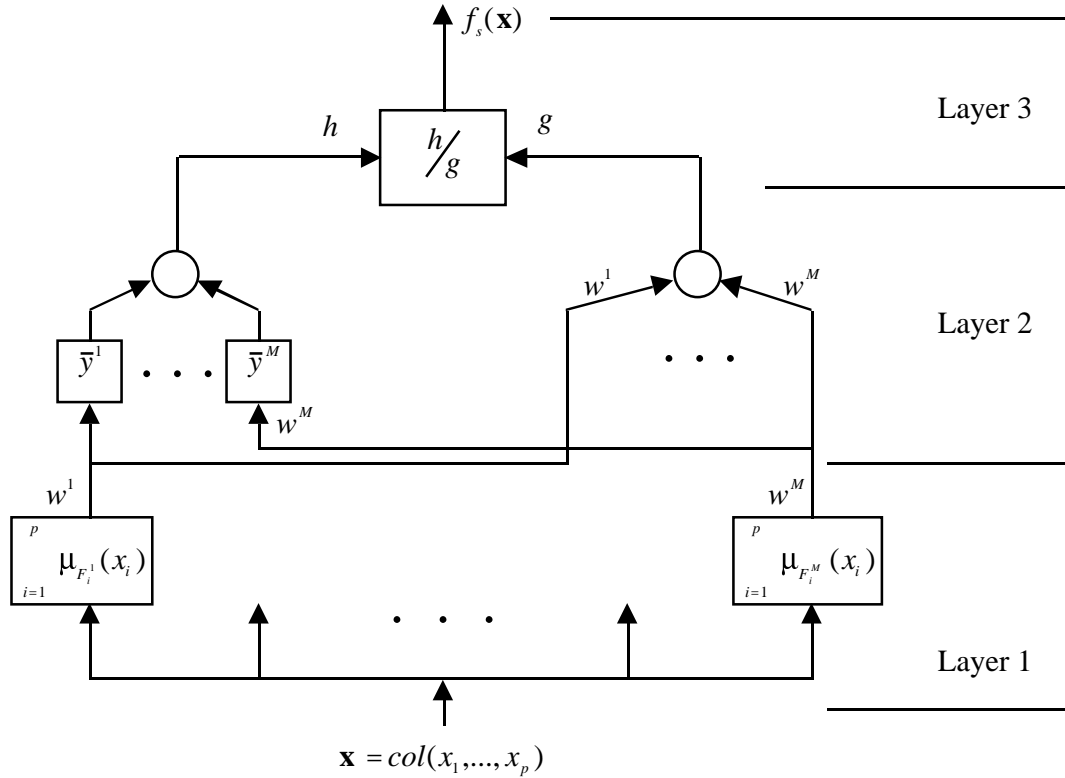 f_s(𝐱)
Layer 3
h
g
h/g
w^1
w^M
ȳ^1
. . .
ȳ^M
. . .
Layer 2
w^M
w^1
w^M
p
μ_{F_i^1}(x_i)
i=1
p
μ_{F_i^M}(x_i)
i=1
. . .
Layer 1
𝐱 = col(x_1,..., x_p)